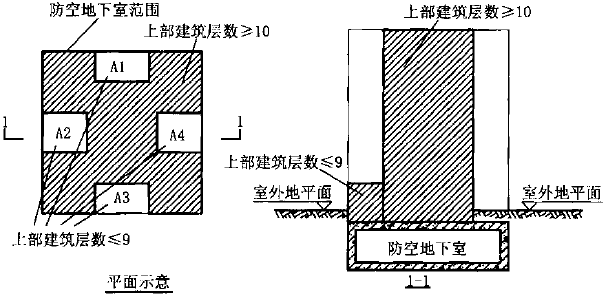 防空地下室范围
上部建筑层数≥10
A1
1
A2
A4
1
A3
上部建筑层数≤9
平面示意
上部建筑层数≥10
上部建筑层数≤9
室外地平面
室外地平面
防空地下室
1-1